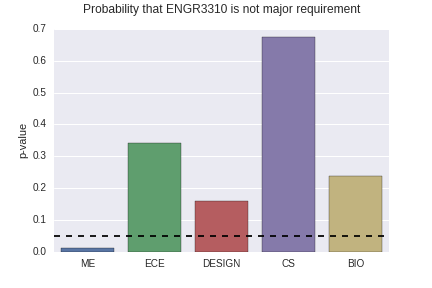 Probability that ENGR3310 is not major requirement
0.7
0.6
0.5
0.4
0.3
0.2
0.1
0.0
p-value
ME ECE DESIGN CS BIO